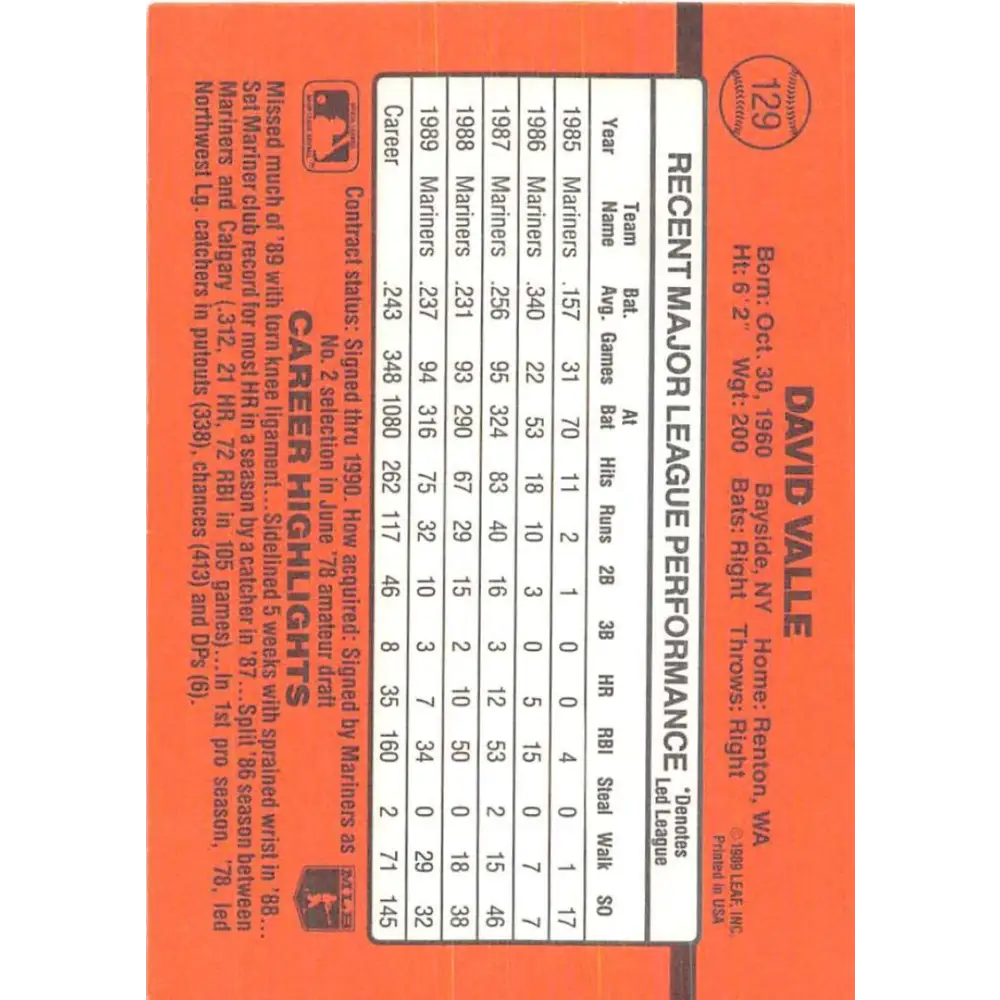 129
DAVID VALLE
Born: Oct. 30, 1960 Bayside, NY Home: Renton, WA
Ht: 6'2" Wgt: 200 Bats: Right Throws: Right
©1989 LEAF, INC.
Printed in USA
RECENT MAJOR LEAGUE PERFORMANCE *Denotes Led League
Year Team Name Bat. Avg. Games At Bat Hits Runs 2B 3B HR RBI Steal Walk SO
1985 Mariners .157 31 70 11 2 1 0 0 4 0 1 17
1986 Mariners .340 22 53 18 10 3 0 5 15 0 7 7
1987 Mariners .256 95 324 83 40 16 3 12 53 2 15 46
1988 Mariners .231 93 290 67 29 15 2 10 50 0 18 38
1989 Mariners .237 94 316 75 32 10 3 7 34 0 29 32
Career .243 348 1080 262 117 46 8 35 160 2 71 145
Contract status: Signed thru 1990. How acquired: Signed by Mariners as
No. 2 selection in June '78 amateur draft
MLB
CAREER HIGHLIGHTS
Missed much of '89 with torn knee ligament...Sidelined 5 weeks with sprained wrist in '88...
Set Mariner club record for most HR in a season by a catcher in '87...Split '86 season between
Mariners and Calgary (.312, 21 HR, 72 RBI in 105 games)...In 1st pro season, '78, led
Northwest Lg. catchers in putouts (338), chances (413) and DPs (6).